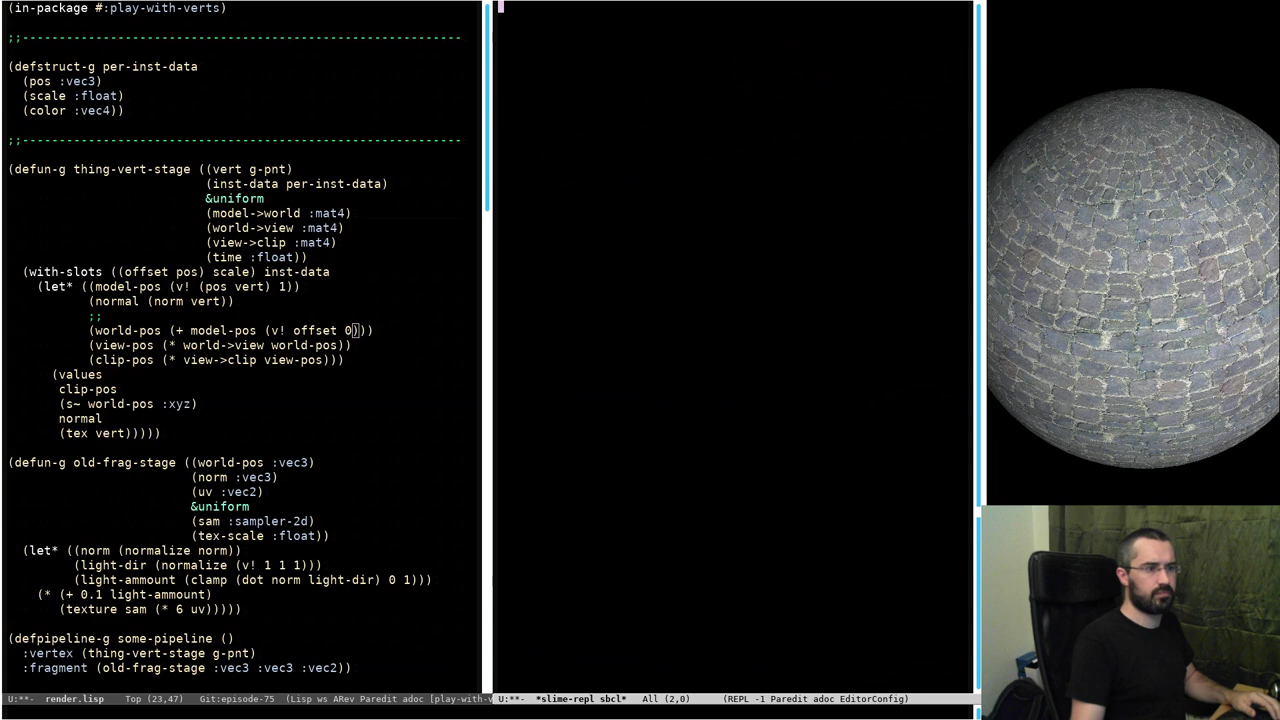 (in-package #:play-with-verts)
;;------------------------------------------------------------
(defstruct-g per-inst-data
(pos :vec3)
(scale :float)
(color :vec4))
;;------------------------------------------------------------
(defun-g thing-vert-stage ((vert g-pnt)
(inst-data per-inst-data)
&uniform
(model->world :mat4)
(world->view :mat4)
(view->clip :mat4)
(time :float))
(with-slots ((offset pos) scale) inst-data
(let* ((model-pos (v! (pos vert) 1))
(normal (norm vert))
;;
(world-pos (+ model-pos (v! offset 0)))
(view-pos (* world->view world-pos))
(clip-pos (* view->clip view-pos)))
(values
clip-pos
(s~ world-pos :xyz)
normal
(tex vert)))))
(defun-g old-frag-stage ((world-pos :vec3)
(norm :vec3)
(uv :vec2)
&uniform
(sam :sampler-2d)
(tex-scale :float))
(let* ((norm (normalize norm))
(light-dir (normalize (v! 1 1 1)))
(light-ammount (clamp (dot norm light-dir) 0 1)))
(* (+ 0.1 light-ammount)
(texture sam (* 6 uv)))))
(defpipeline-g some-pipeline ()
:vertex (thing-vert-stage g-pnt)
:fragment (old-frag-stage :vec3 :vec3 :vec2))
U:**- render.lisp Top (23,47) Git:episode-75 (Lisp ws ARev Paredit adoc [play-with-v
U:**- *slime-repl sbcl* All (2,0) (REPL -1 Paredit adoc EditorConfig)